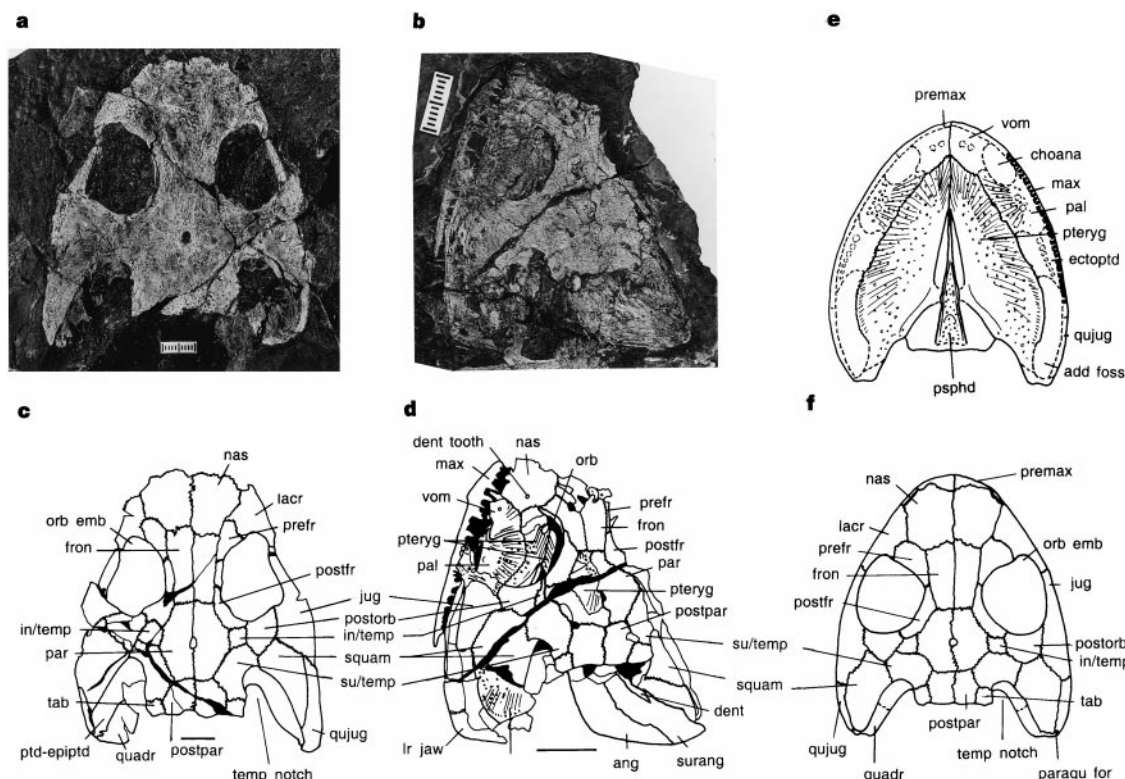 a
b
e
premax
vom
choana
max
pal
pteryg
ectoptd
qujug
add foss
psphd
c
nas
lacr
orb emb
prefr
fron
postfr
jug
postorb
in/temp
in/temp
par
squam
su/temp
tab
ptd-epiptd
quadr
postpar
temp notch
qujug
d
dent tooth
nas
orb
max
vom
prefr
fron
pteryg
postfr
pal
par
pteryg
postpar
su/temp
squam
dent
lr jaw
ang
surang
f
premax
nas
lacr
orb emb
prefr
fron
jug
postfr
postorb
in/temp
tab
postpar
qujug
temp notch
quadr
paraqu for